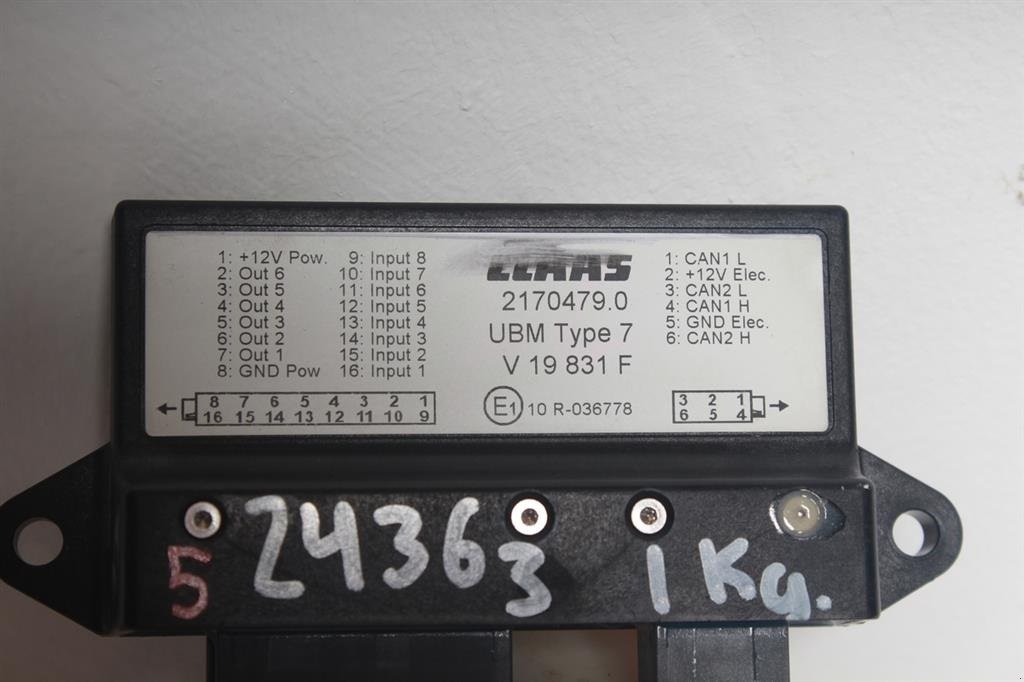 1: +12V Pow.
2: Out 6
3: Out 5
4: Out 4
5: Out 3
6: Out 2
7: Out 1
8: GND Pow
9: Input 8
10: Input 7
11: Input 6
12: Input 5
13: Input 4
14: Input 3
15: Input 2
16: Input 1
CLAAS
2170479.0
UBM Type 7
V 19 831 F
1: CAN1 L
2: +12V Elec.
3: CAN2 L
4: CAN1 H
5: GND Elec.
6: CAN2 H
8 7 6 5 4 3 2 1
16 15 14 13 12 11 10 9
E1 10 R-036778
3 2 1
6 5 4
5 24363 1 Kg.